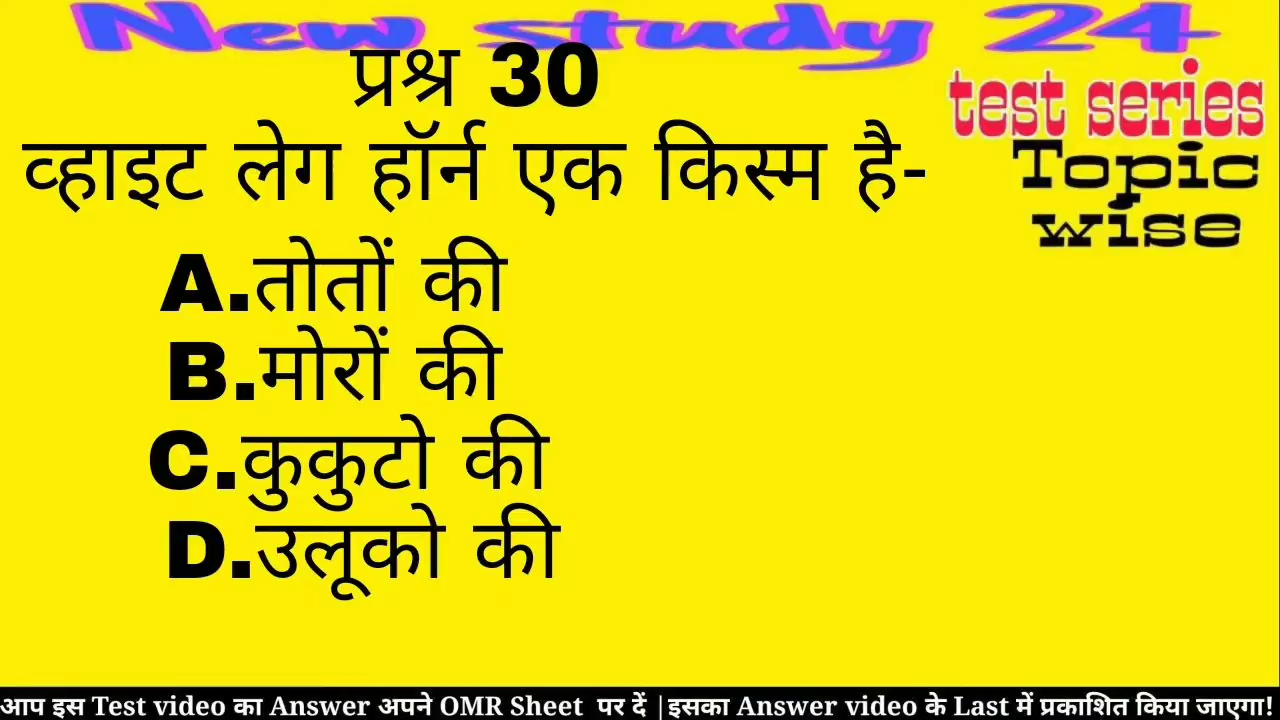 New study 24
प्रश्न 30
test series
Topic
wise
व्हाइट लेग हॉर्न एक किस्म है-
A.तोतों की
B.मोरों की
C.कुकुटो की
D.उलूको की
आप इस Test video का Answer अपने OMR Sheet पर दें |इसका Answer video के Last में प्रकाशित किया जाएगा!